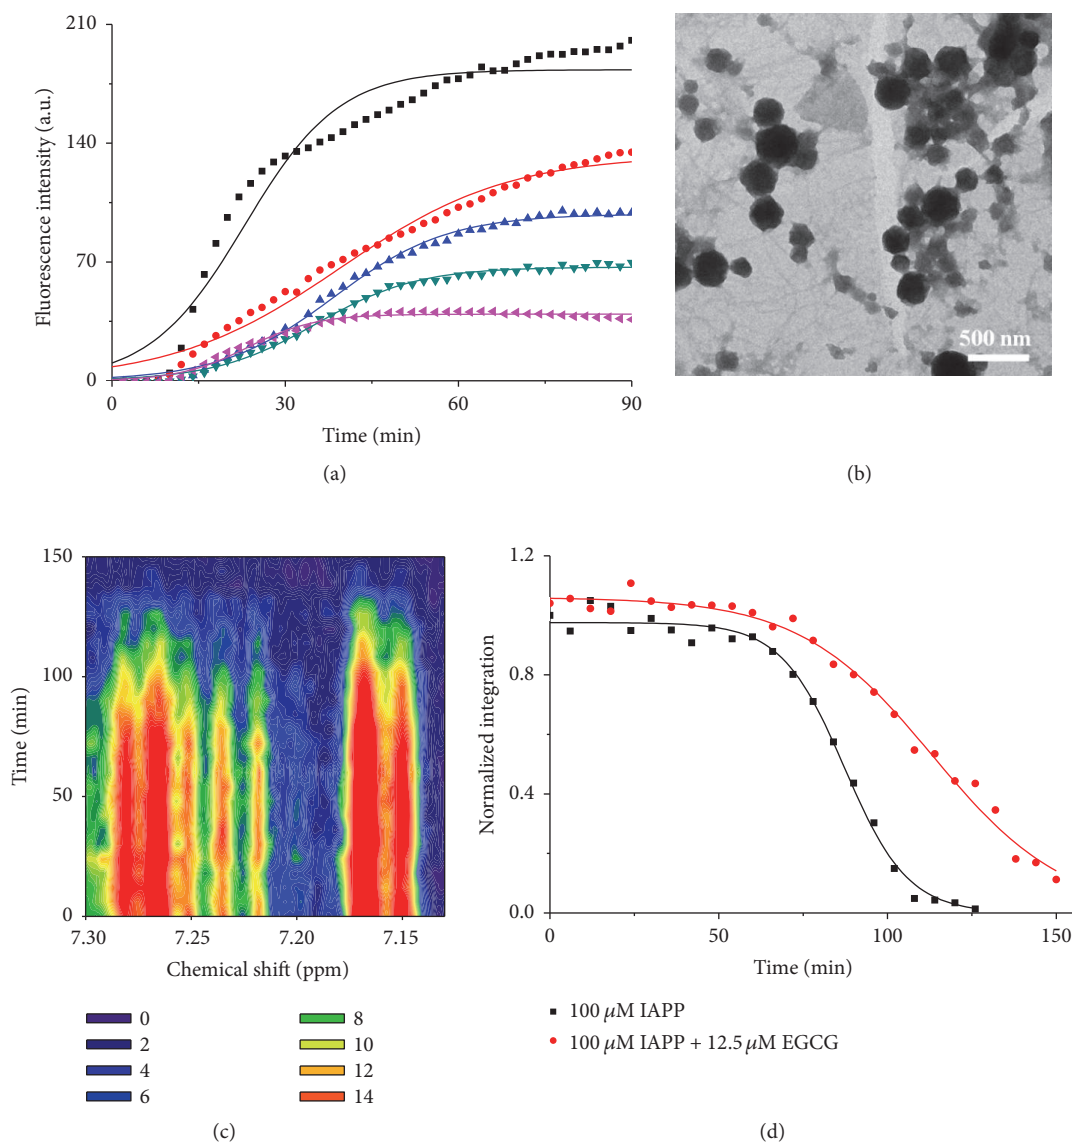 210
140
70
0
Fluorescence intensity (a.u.)
0 30 60 90
Time (min)
(a)
500 nm
(b)
150
100
50
0
Time (min)
7.30 7.25 7.20 7.15
Chemical shift (ppm)
0 8
2 10
4 12
6 14
(c)
1.2
0.8
0.4
0.0
Normalized integration
0 50 100 150
Time (min)
100 μM IAPP
100 μM IAPP + 12.5 μM EGCG
(d)